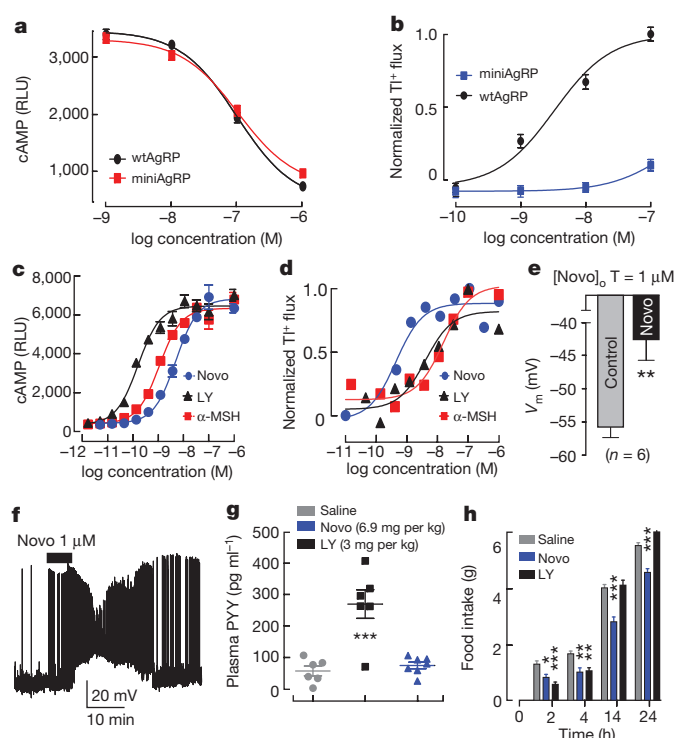 a
cAMP (RLU)
3,000
2,000
1,000
wtAgRP
miniAgRP
–9 –8 –7 –6
log concentration (M)
b
Normalized Tl+ flux
1.0
0.5
0
miniAgRP
wtAgRP
–10 –9 –8 –7
log concentration (M)
c
cAMP (RLU)
8,000
6,000
4,000
2,000
0
Novo
LY
α-MSH
–12 –11 –10 –9 –8 –7 –6 –5
log concentration (M)
d
Normalized Tl+ flux
1.0
0.5
0
Novo
LY
α-MSH
–11 –10 –9 –8 –7 –6
log concentration (M)
e
[Novo]o T = 1 μM
Vm (mV)
–40
–45
–50
–55
–60
Control
Novo
**
(n = 6)
f
Novo 1 μM
20 mV
10 min
g
Saline
Novo (6.9 mg per kg)
LY (3 mg per kg)
Plasma PYY (pg ml–1)
500
400
300
200
100
0
***
h
Food intake (g)
6
4
2
0
Saline
Novo
LY
*
***
**
**
***
***
0 2 4 14 24
Time (h)